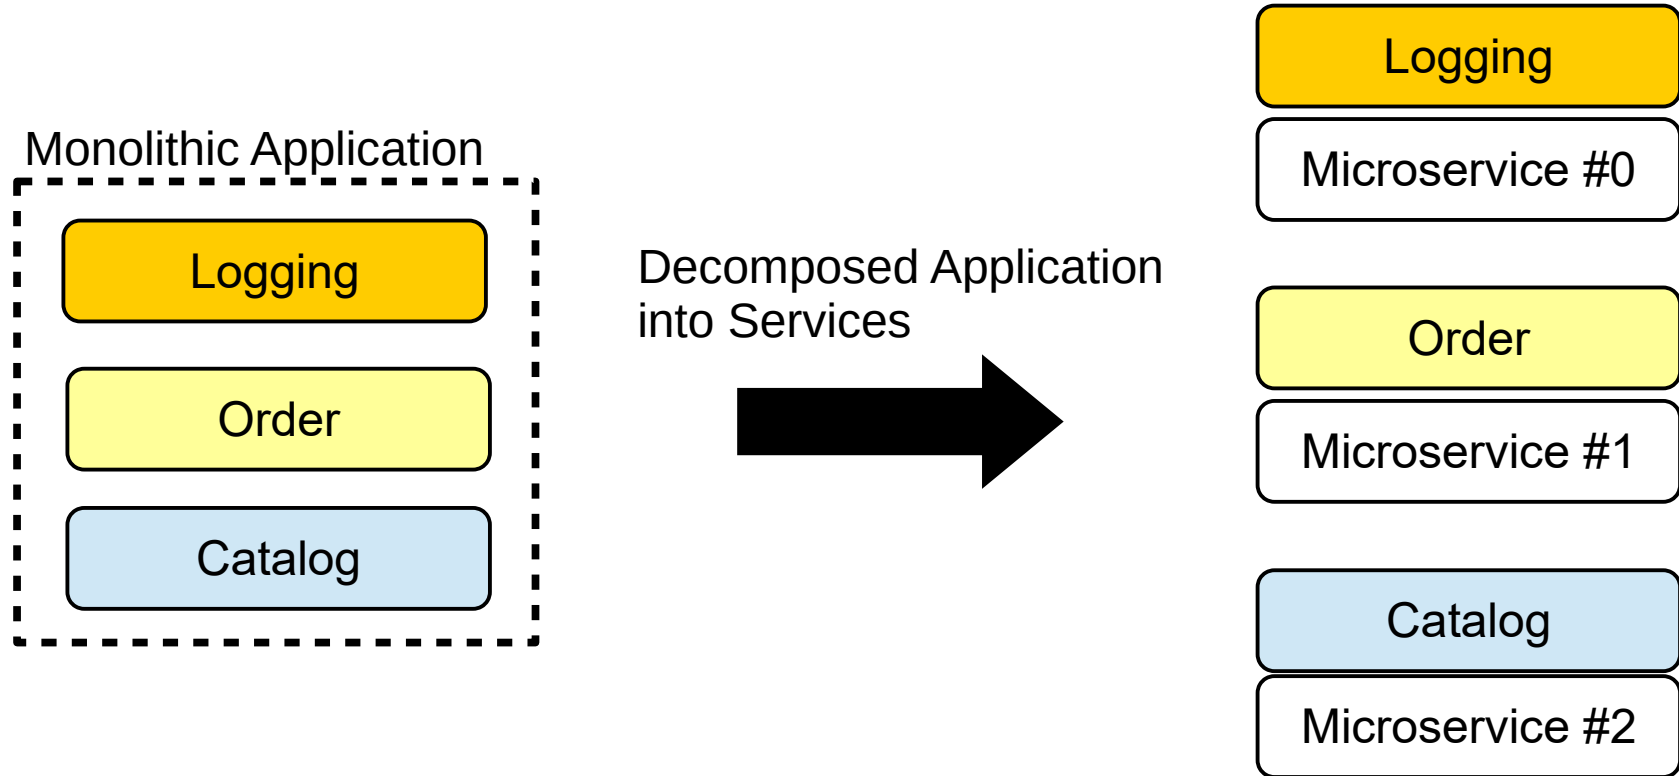 Monolithic Application
Logging
Order
Catalog
Decomposed Application
into Services
Logging
Microservice #0
Order
Microservice #1
Catalog
Microservice #2